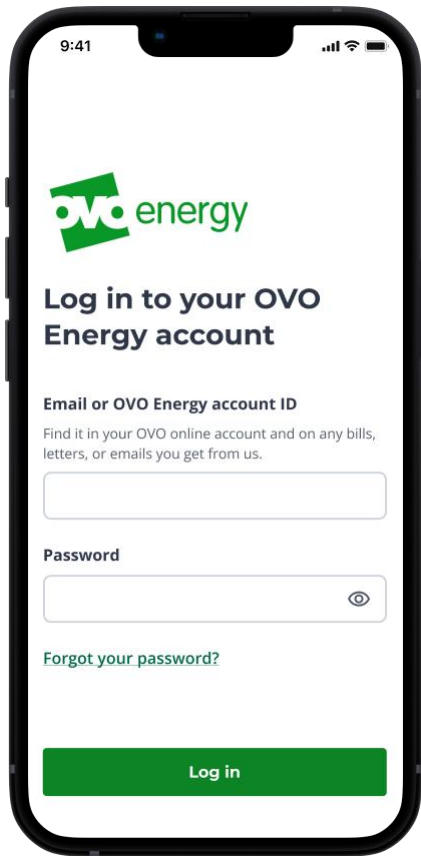 9:41
ovo energy
Log in to your OVO
Energy account
Email or OVO Energy account ID
Find it in your OVO online account and on any bills,
letters, or emails you get from us.
Password
Forgot your password?
Log in